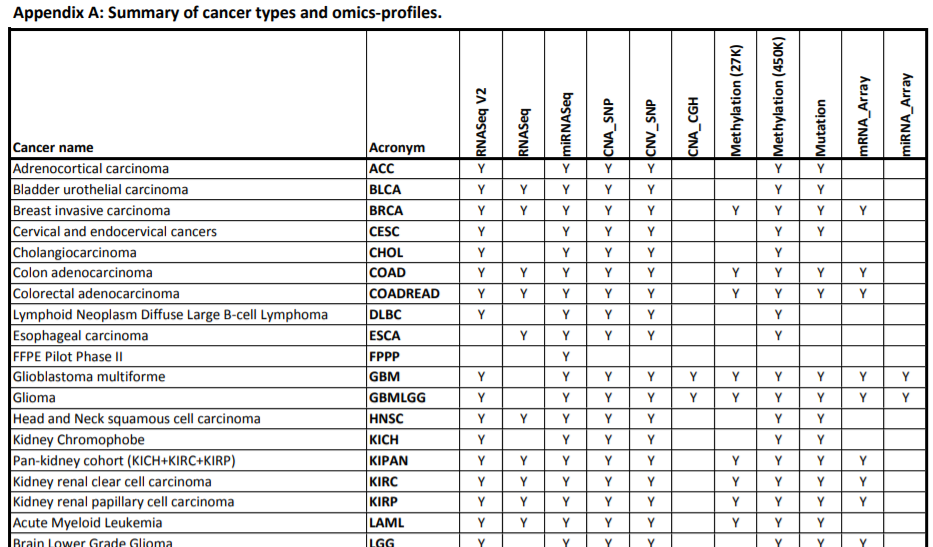 Appendix A: Summary of cancer types and omics-profiles.
Cancer name Acronym RNASeq V2 RNASeq miRNASeq CNA_SNP CNV_SNP CNA_CGH Methylation (27K) Methylation (450K) Mutation mRNA_Array miRNA_Array
Adrenocortical carcinoma ACC Y Y Y Y Y Y
Bladder urothelial carcinoma BLCA Y Y Y Y Y Y Y
Breast invasive carcinoma BRCA Y Y Y Y Y Y Y Y Y
Cervical and endocervical cancers CESC Y Y Y Y Y Y
Cholangiocarcinoma CHOL Y Y Y Y Y
Colon adenocarcinoma COAD Y Y Y Y Y Y Y Y Y
Colorectal adenocarcinoma COADREAD Y Y Y Y Y Y Y Y Y
Lymphoid Neoplasm Diffuse Large B-cell Lymphoma DLBC Y Y Y Y Y
Esophageal carcinoma ESCA Y Y Y Y Y
FFPE Pilot Phase II FPPP Y
Glioblastoma multiforme GBM Y Y Y Y Y Y Y Y Y Y
Glioma GBMLGG Y Y Y Y Y Y Y Y Y Y
Head and Neck squamous cell carcinoma HNSC Y Y Y Y Y Y Y
Kidney Chromophobe KICH Y Y Y Y Y Y
Pan-kidney cohort (KICH+KIRC+KIRP) KIPAN Y Y Y Y Y Y Y Y Y
Kidney renal clear cell carcinoma KIRC Y Y Y Y Y Y Y Y Y
Kidney renal papillary cell carcinoma KIRP Y Y Y Y Y Y Y Y Y
Acute Myeloid Leukemia LAML Y Y Y Y Y Y Y Y
Brain Lower Grade Glioma LGG Y Y Y Y Y Y Y